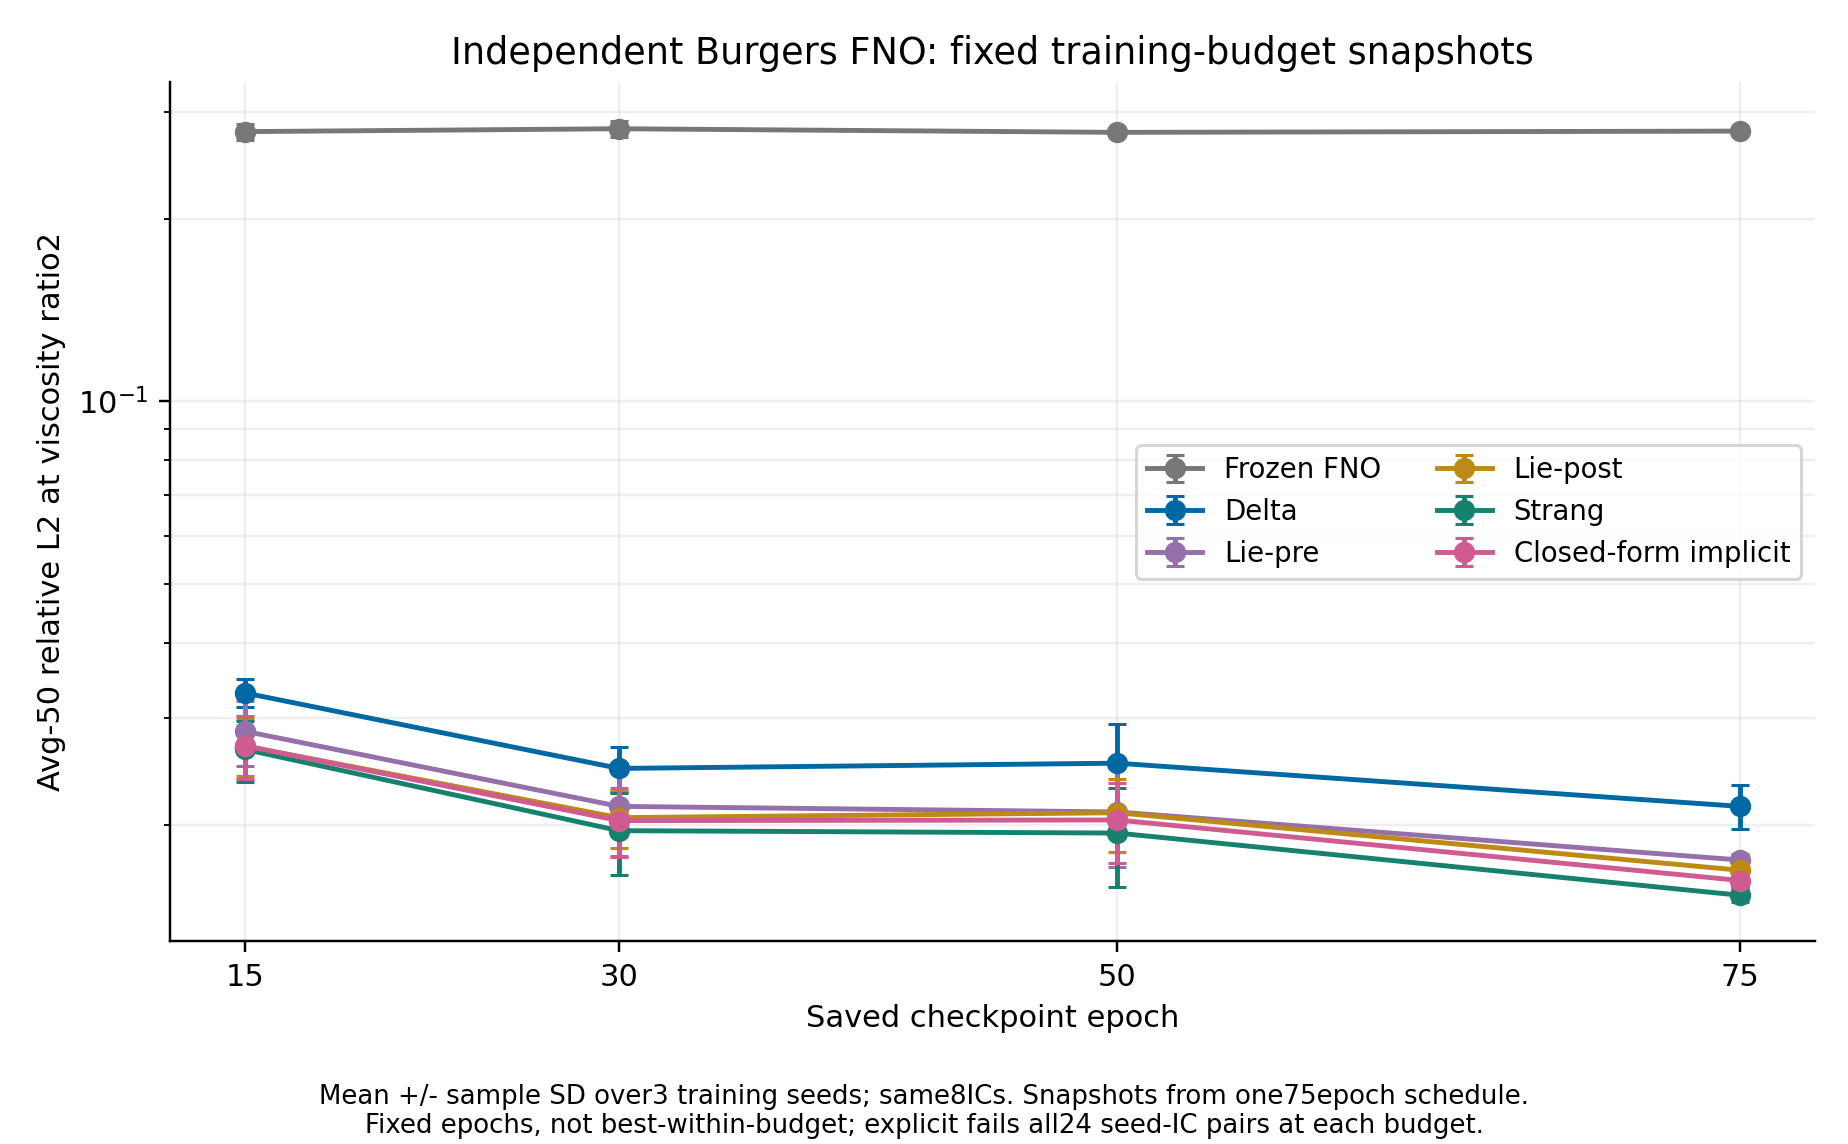 Independent Burgers FNO: fixed training-budget snapshots
Avg-50 relative L2 at viscosity ratio2
10⁻¹
Frozen FNO
Delta
Lie-pre
Lie-post
Strang
Closed-form implicit
15 30 50 75
Saved checkpoint epoch
Mean +/- sample SD over3 training seeds; same8ICs. Snapshots from one75epoch schedule.
Fixed epochs, not best-within-budget; explicit fails all24 seed-IC pairs at each budget.